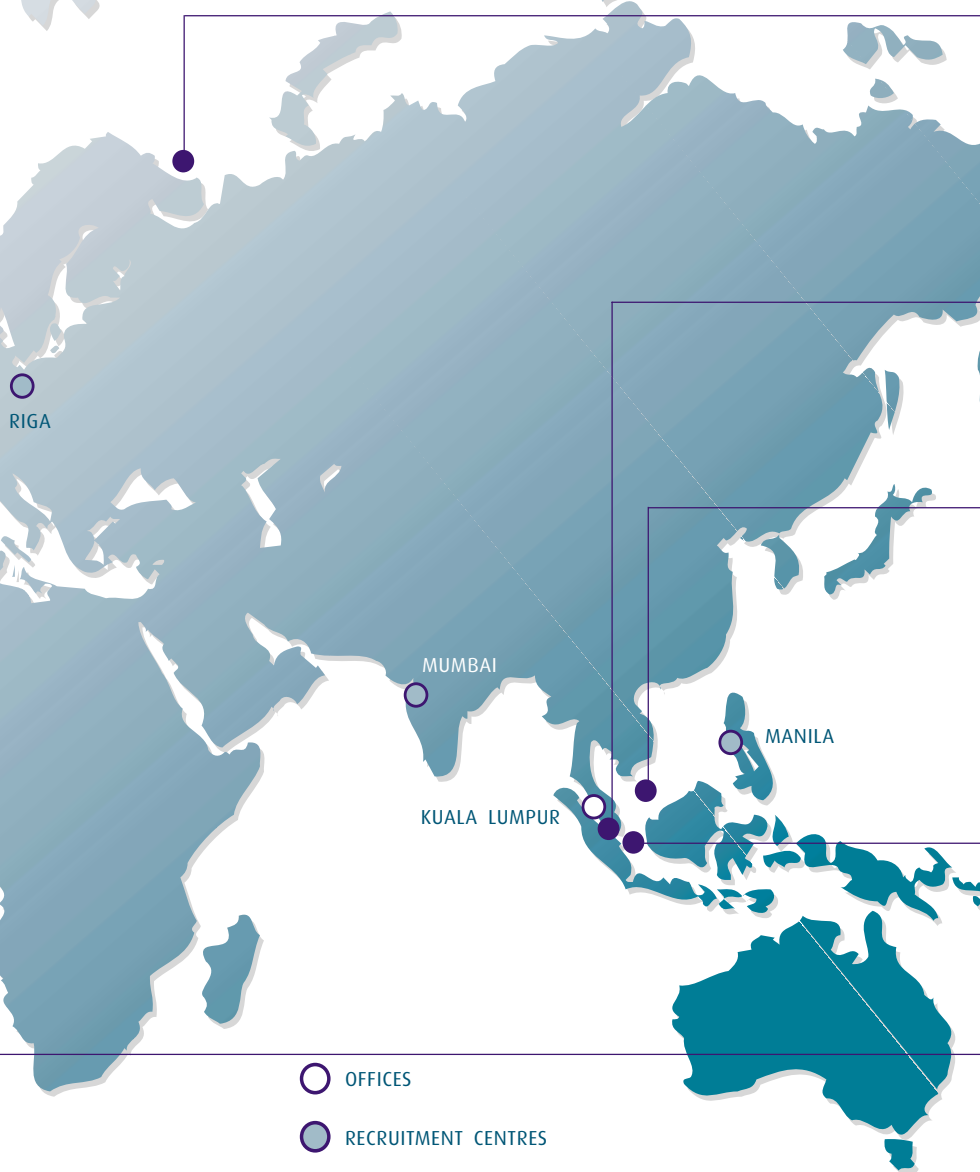 RIGA
MUMBAI
MANILA
KUALA LUMPUR
OFFICES
RECRUITMENT CENTRES